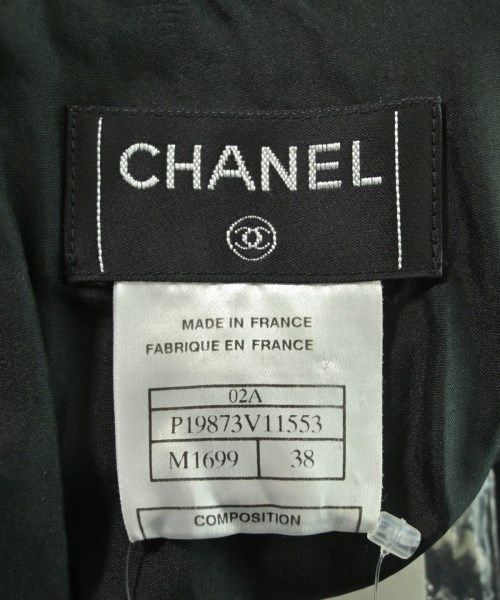 CHANEL
MADE IN FRANCE
FABRIQUE EN FRANCE
02A
P19873V11553
M1699 38
COMPOSITION